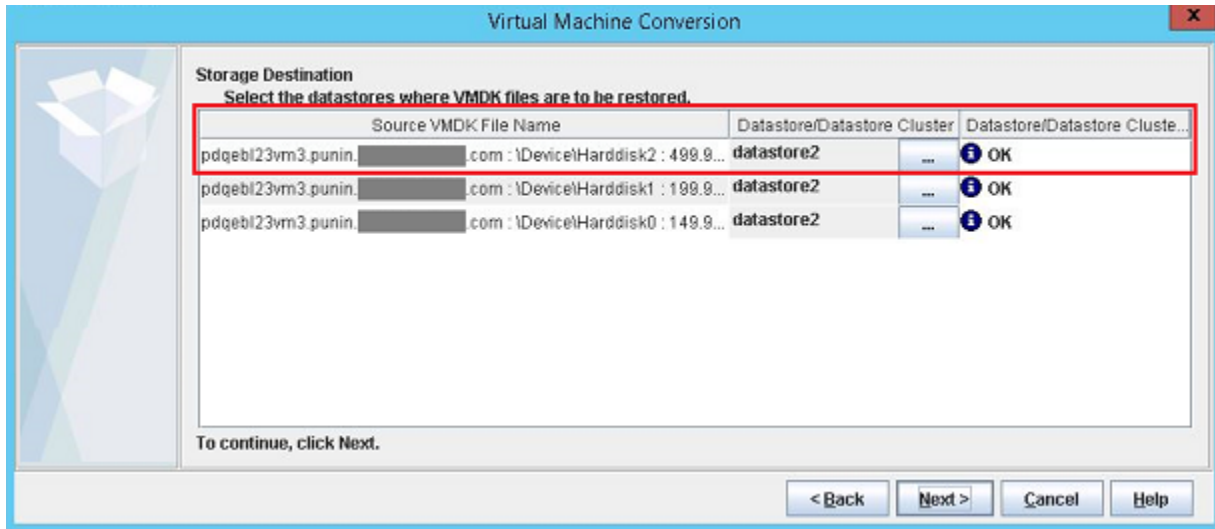 Virtual Machine Conversion
x
Storage Destination
Select the datastores where VMDK files are to be restored.
Source VMDK File Name Datastore/Datastore Cluster Datastore/Datastore Cluste...
pdqebl23vm3.punin. .com : \Device\Harddisk2 : 499.9... datastore2 ... i OK
pdqebl23vm3.punin. .com : \Device\Harddisk1 : 199.9... datastore2 ... i OK
pdqebl23vm3.punin. .com : \Device\Harddisk0 : 149.9... datastore2 ... i OK
To continue, click Next.
< Back Next > Cancel Help